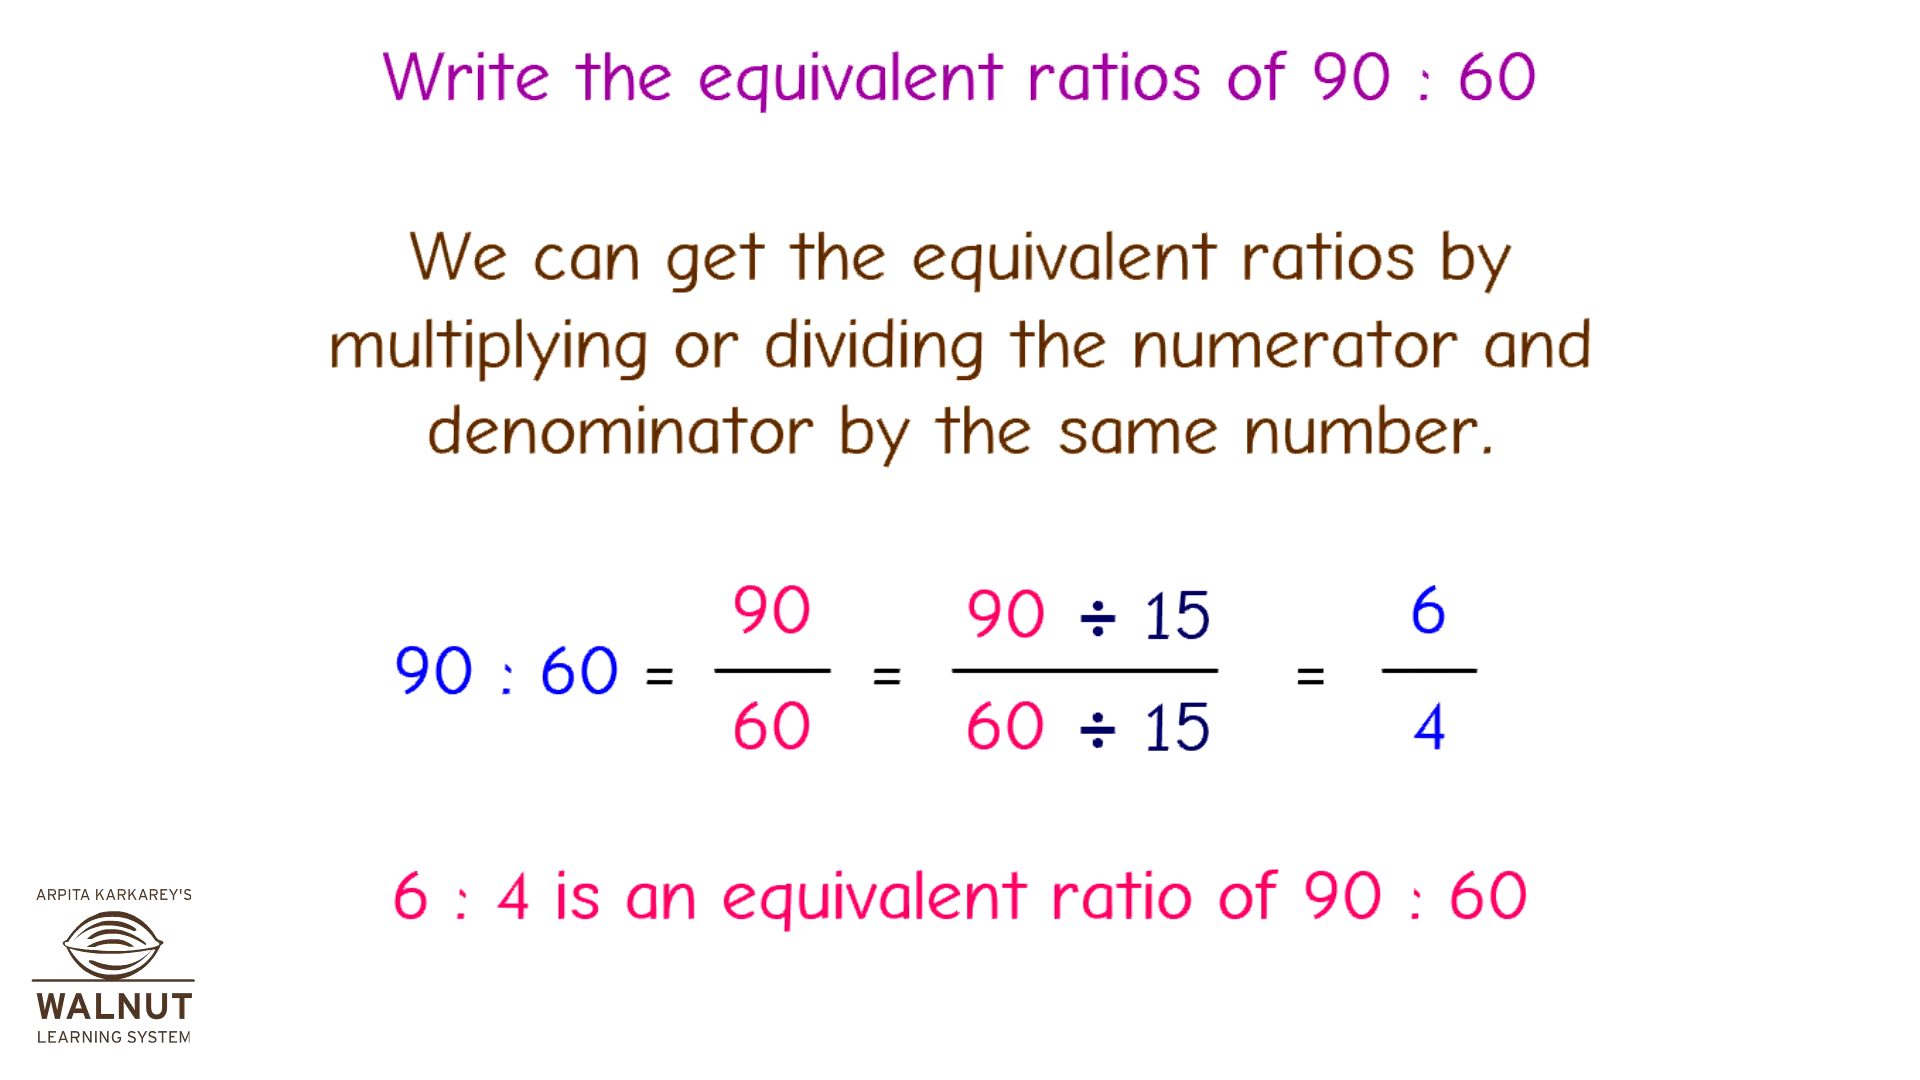 Write the equivalent ratios of 90 : 60
We can get the equivalent ratios by
multiplying or dividing the numerator and
denominator by the same number.
90 : 60 = 90/60 = 90 ÷ 15/60 ÷ 15 = 6/4
6 : 4 is an equivalent ratio of 90 : 60
ARPITA KARKAREY'S
WALNUT
LEARNING SYSTEM